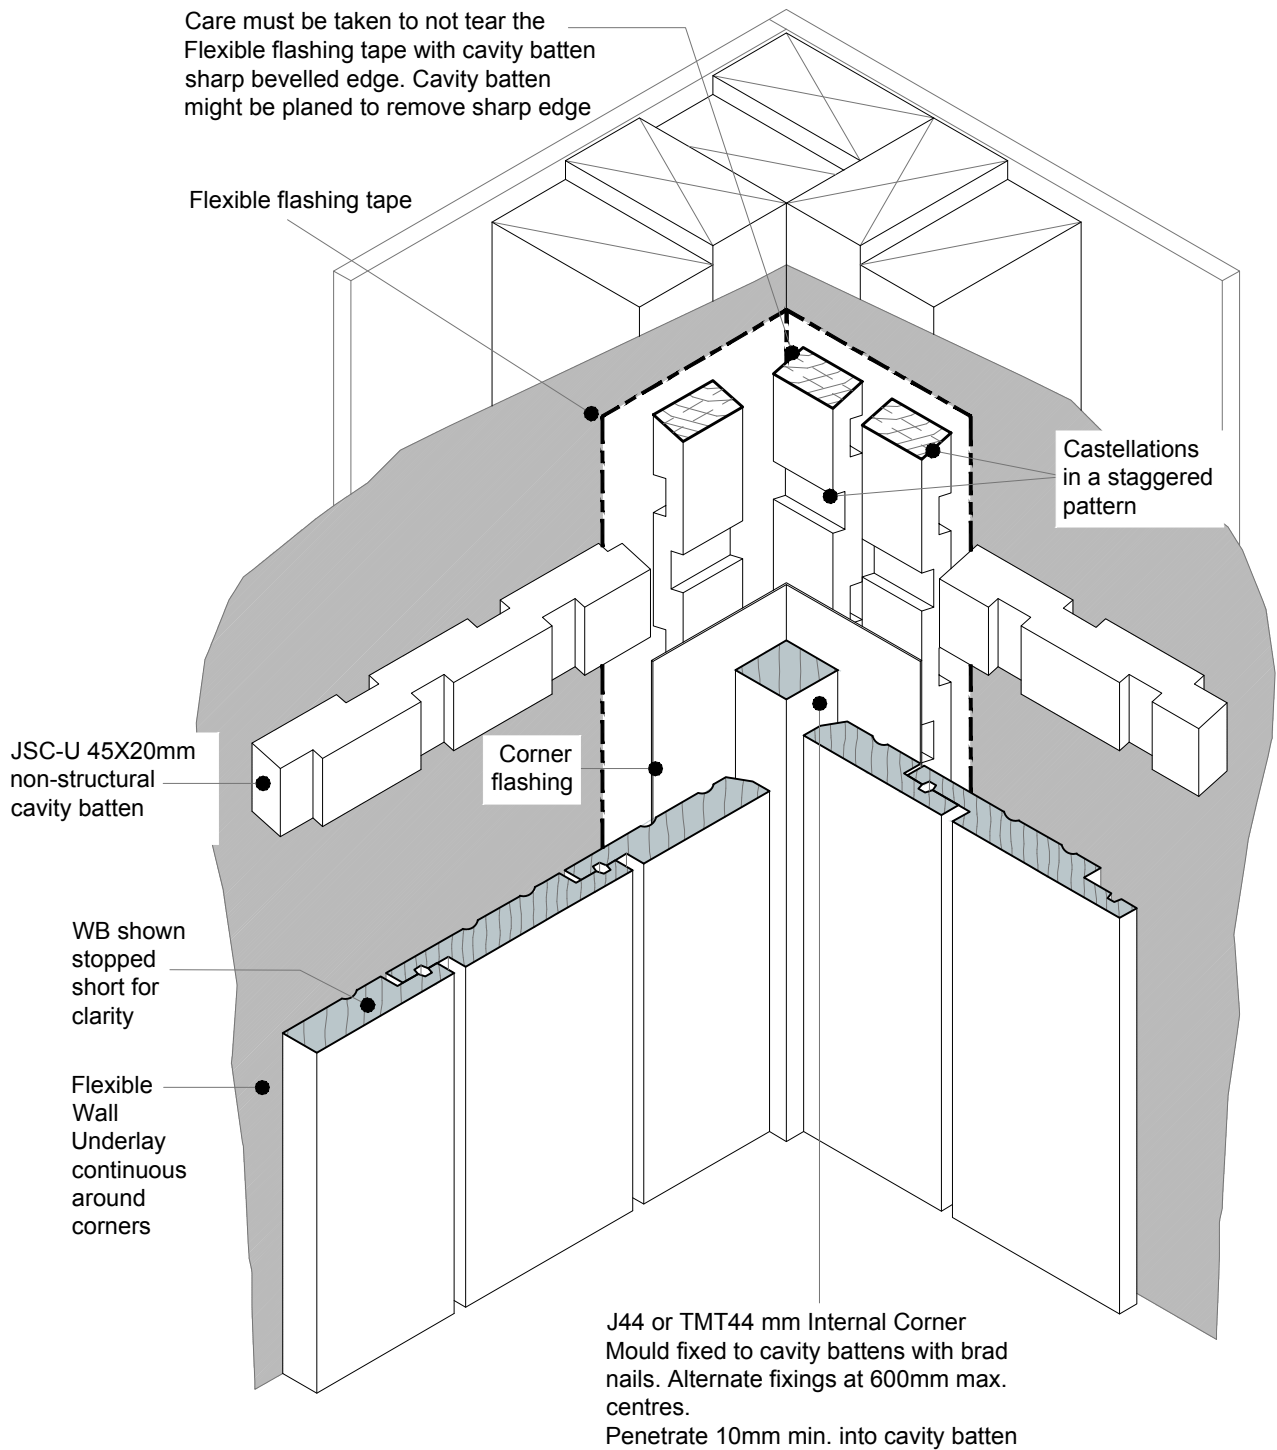 Care must be taken to not tear the
Flexible flashing tape with cavity batten
sharp bevelled edge. Cavity batten
might be planed to remove sharp edge
Flexible flashing tape
Castellations
in a staggered
pattern
JSC-U 45X20mm
non-structural
cavity batten
Corner
flashing
WB shown
stopped
short for
clarity
Flexible
Wall
Underlay
continuous
around
corners
J44 or TMT44 mm Internal Corner
Mould fixed to cavity battens with brad
nails. Alternate fixings at 600mm max.
centres.
Penetrate 10mm min. into cavity batten